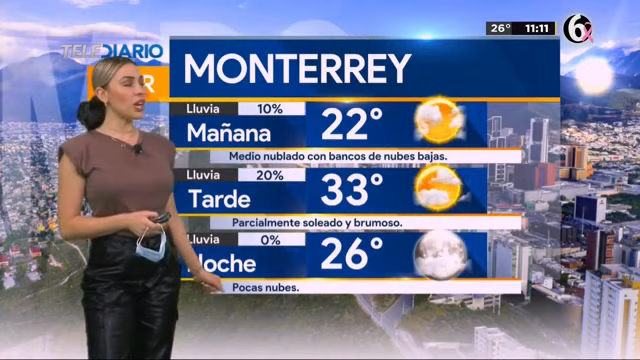 TELEDIARIO
26° 11:11 6
MONTERREY
Lluvia 10%
Mañana 22°
Medio nublado con bancos de nubes bajas.
Lluvia 20%
Tarde 33°
Parcialmente soleado y brumoso.
Lluvia 0%
Noche 26°
Pocas nubes.